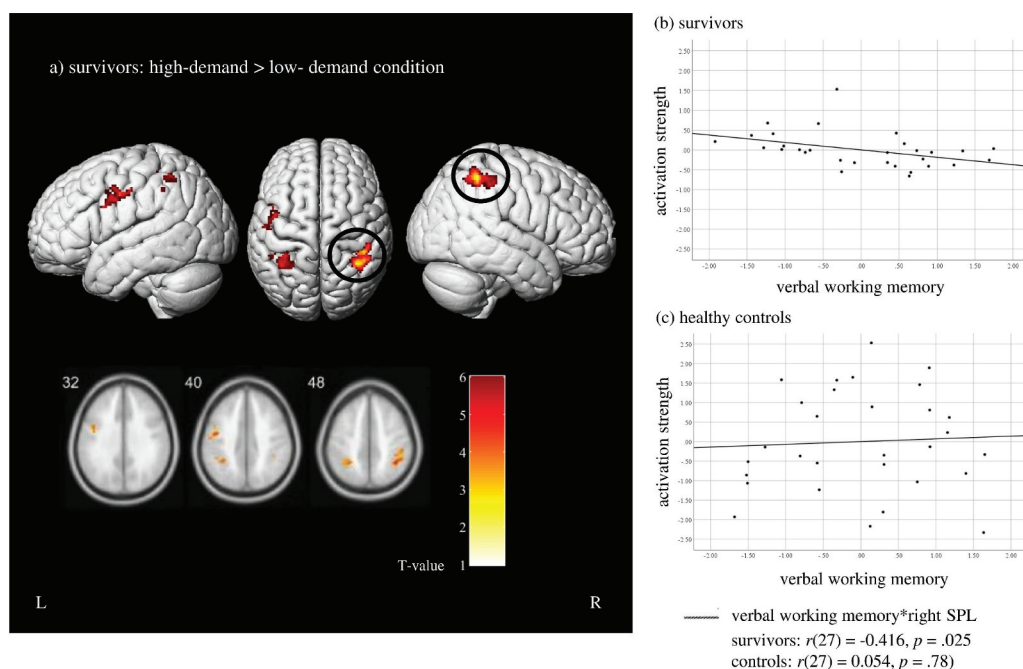 a) survivors: high-demand > low- demand condition
32
40
48
6
5
4
3
2
T-value 1
L
R
(b) survivors
activation strength
2.50
2.00
1.50
1.00
.50
.00
-.50
-1.00
-1.50
-2.00
-2.50
-2.00 -1.50 -1.00 -.50 .00 .50 1.00 1.50 2.00
verbal working memory
(c) healthy controls
activation strength
2.50
2.00
1.50
1.00
.50
.00
-.50
-1.00
-1.50
-2.00
-2.50
-2.00 -1.50 -1.00 -.50 .00 .50 1.00 1.50 2.00
verbal working memory
verbal working memory*right SPL
survivors: r(27) = -0.416, p = .025
controls: r(27) = 0.054, p = .78)